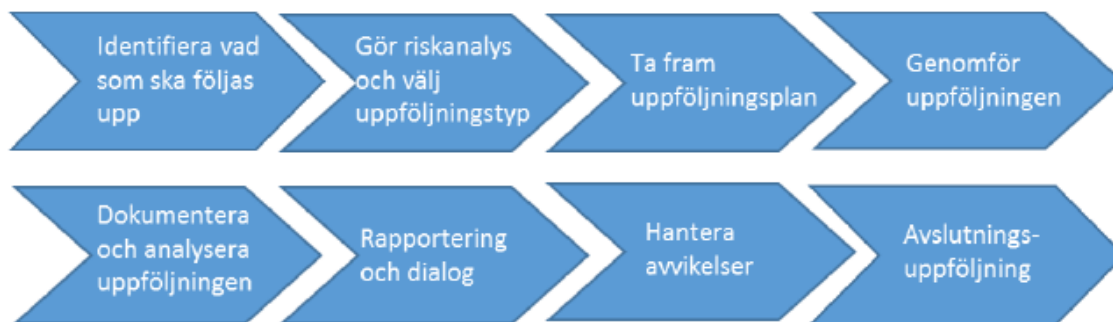 Identifiera vad
som ska följas
upp
Gör riskanalys
och välj
uppföljningstyp
Ta fram
uppföljningsplan
Genomför
uppföljningen
Dokumentera
och analysera
uppföljningen
Rapportering
och dialog
Hantera
avvikelser
Avslutnings-
uppföljning